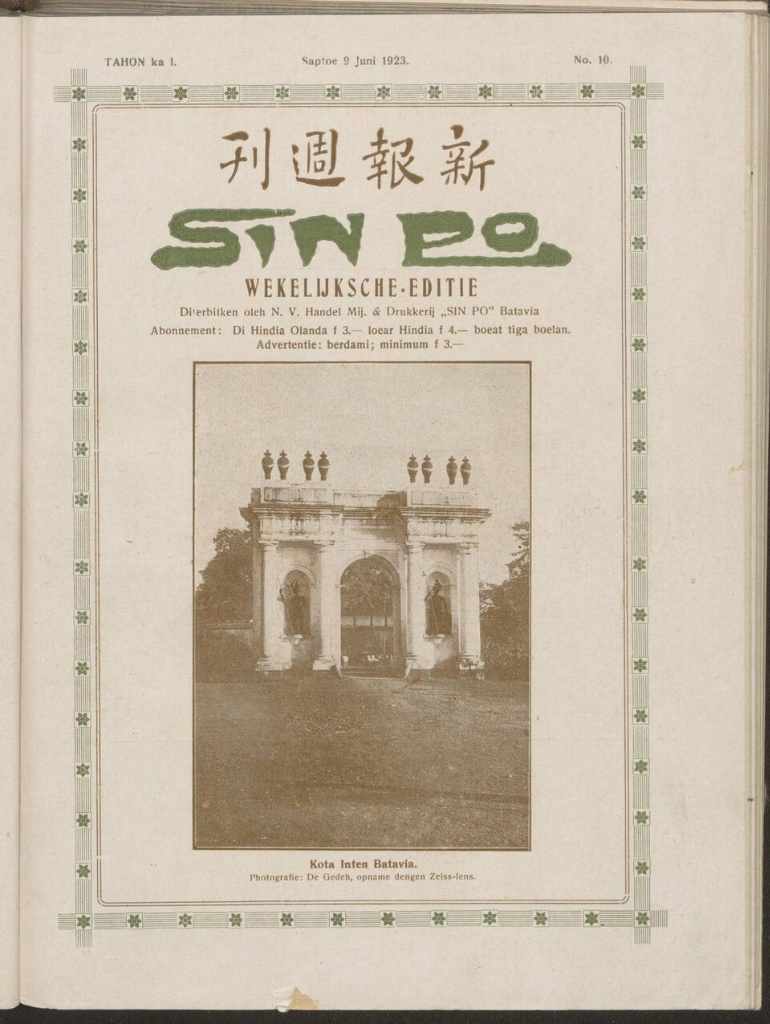 TAHON ka I. Saptoe 9 Juni 1923. No. 10.
刊週報新
SIN PO
WEKELIJKSCHE-EDITIE
Diterbitken oleh N. V. Handel Mij. & Drukkerij „SIN PO" Batavia
Abonnement: Di Hindia Olanda f 3.— loear Hindia f 4.— boeat tiga boelan.
Advertentie: berdami; minimum f 3.—
Kota Inten Batavia.
Photografie: De Gedeh, opname dengen Zeiss-lens.